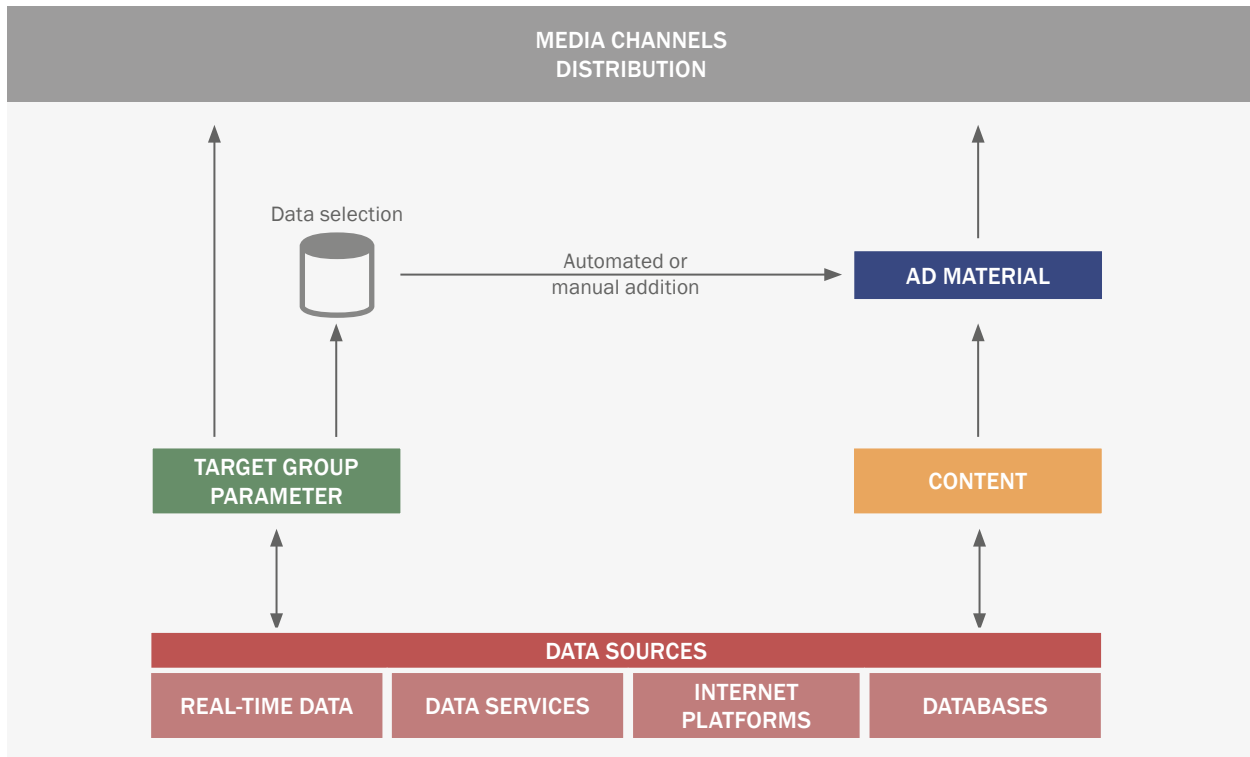 MEDIA CHANNELS
DISTRIBUTION
Data selection
Automated or
manual addition
AD MATERIAL
TARGET GROUP
PARAMETER
CONTENT
DATA SOURCES
REAL-TIME DATA
DATA SERVICES
INTERNET
PLATFORMS
DATABASES